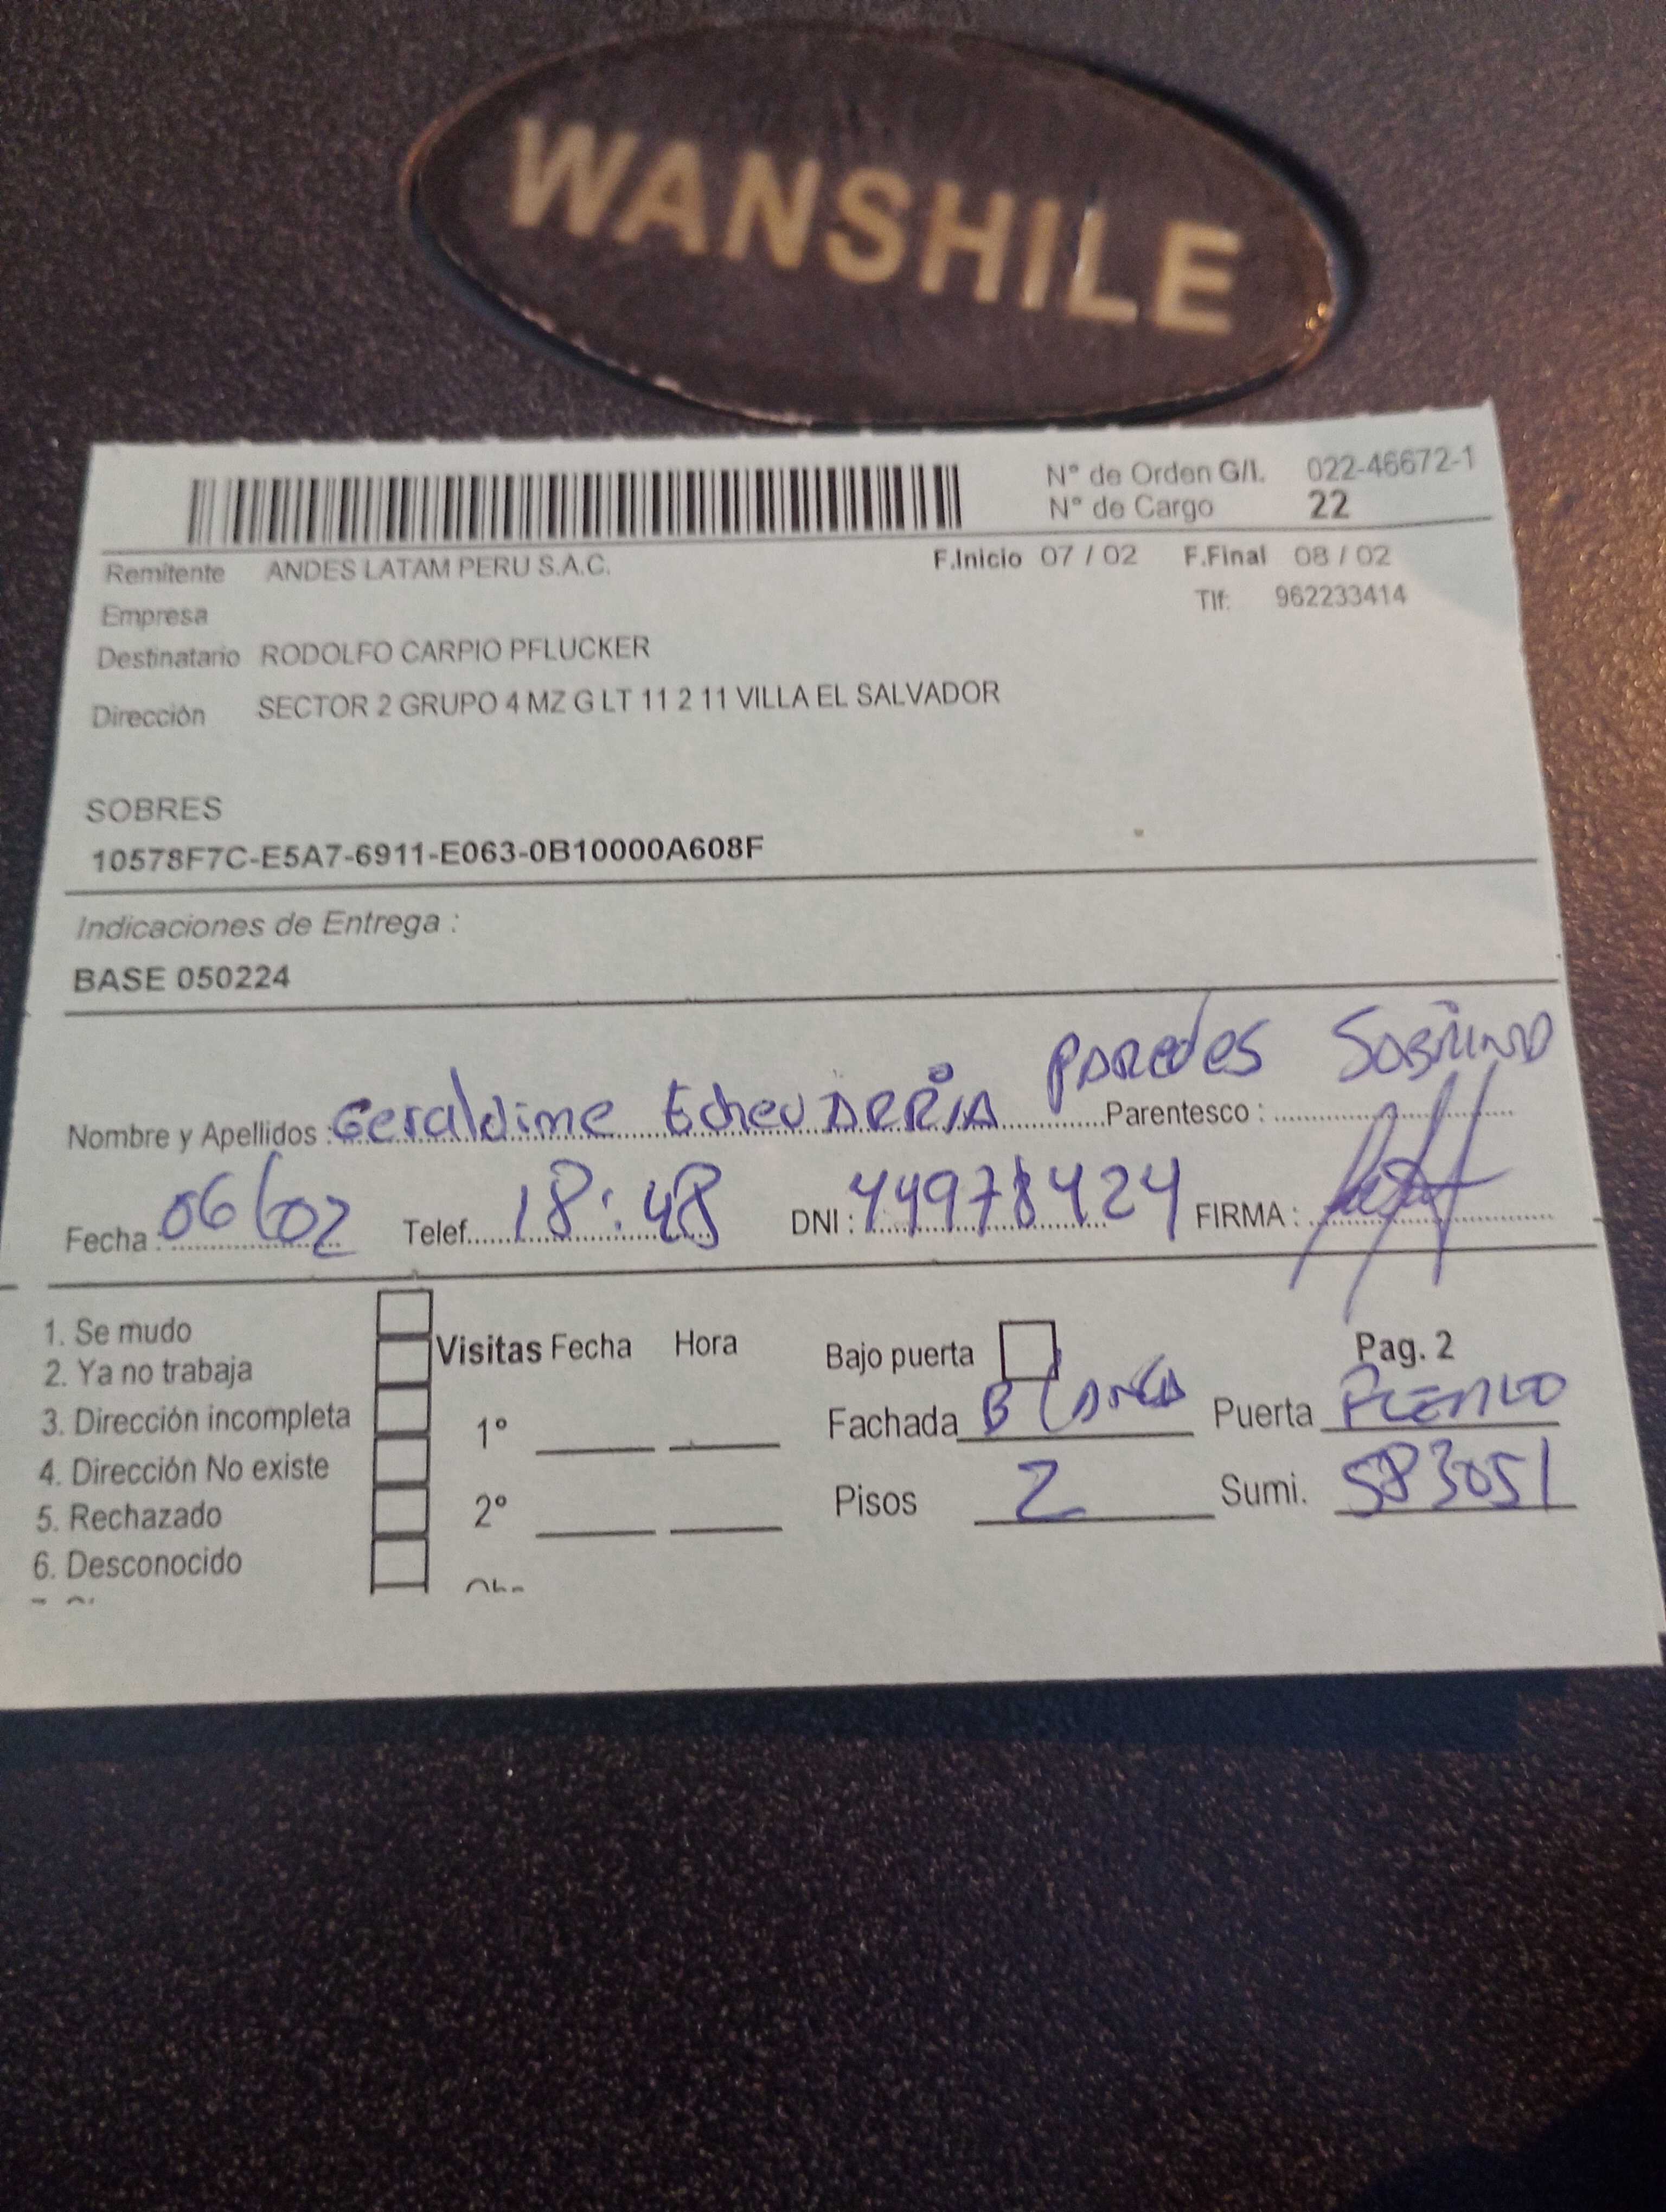 WANSHILE
N° de Orden G/I. 022-46672-1
N° de Cargo 22
Remitente ANDES LATAM PERU S.A.C. F.Inicio 07 / 02 F.Final 08 / 02
Empresa Tlf: 962233414
Destinatario RODOLFO CARPIO PFLUCKER
Dirección SECTOR 2 GRUPO 4 MZ G LT 11 2 11 VILLA EL SALVADOR
SOBRES
10578F7C-E5A7-6911-E063-0B10000A608F
Indicaciones de Entrega :
BASE 050224
Nombre y Apellidos : Geraldine EchevARRiA PAReDes Parentesco : SOBRINO
Fecha : 06/02 Telef. 18:48 DNI : 44978424 FIRMA :
1. Se mudo
2. Ya no trabaja
3. Dirección incompleta
4. Dirección No existe
5. Rechazado
6. Desconocido
Visitas Fecha Hora
1°
2°
Bajo puerta Pag. 2
Fachada BlAncA Puerta
Pisos 2 Sumi. 583051